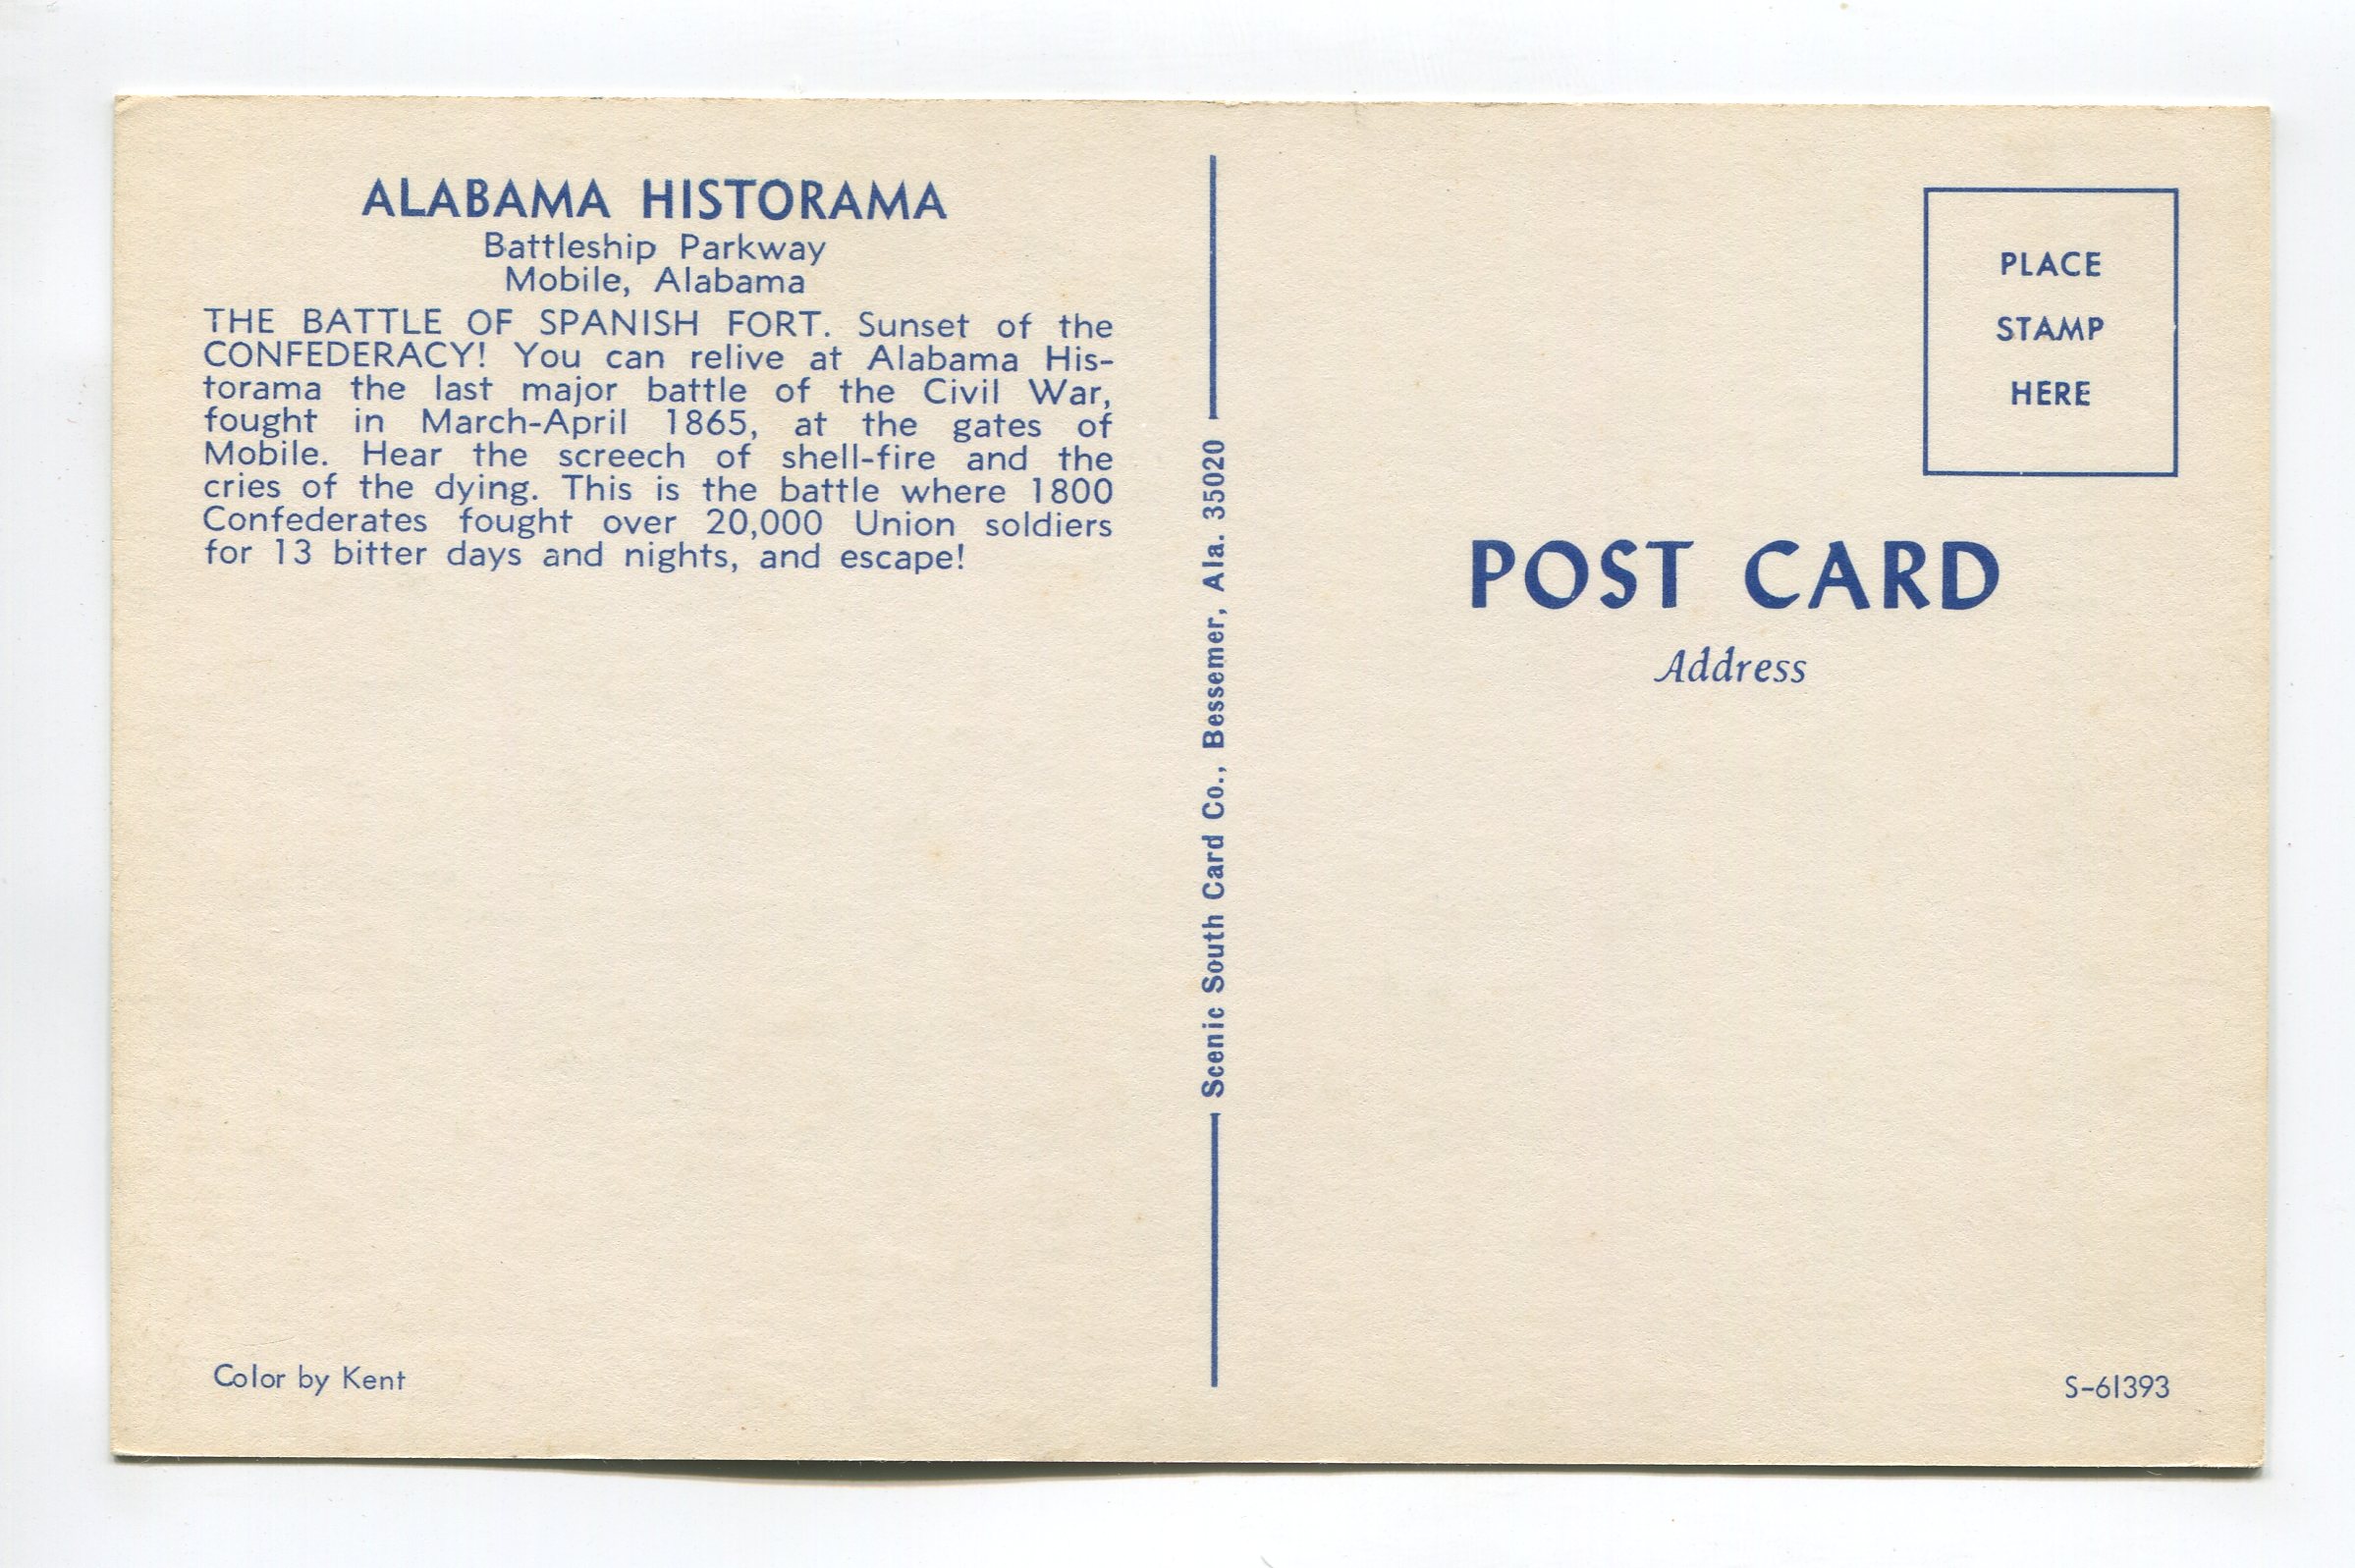 ALABAMA HISTORAMA
Battleship Parkway
Mobile, Alabama
THE BATTLE OF SPANISH FORT. Sunset of the
CONFEDERACY! You can relive at Alabama His-
torama the last major battle of the Civil War,
fought in March-April 1865, at the gates of
Mobile. Hear the screech of shell-fire and the
cries of the dying. This is the battle where 1800
Confederates fought over 20,000 Union soldiers
for 13 bitter days and nights, and escape!
Color by Kent
Scenic South Card Co., Bessemer, Ala. 35020
PLACE
STAMP
HERE
POST CARD
Address
S-61393